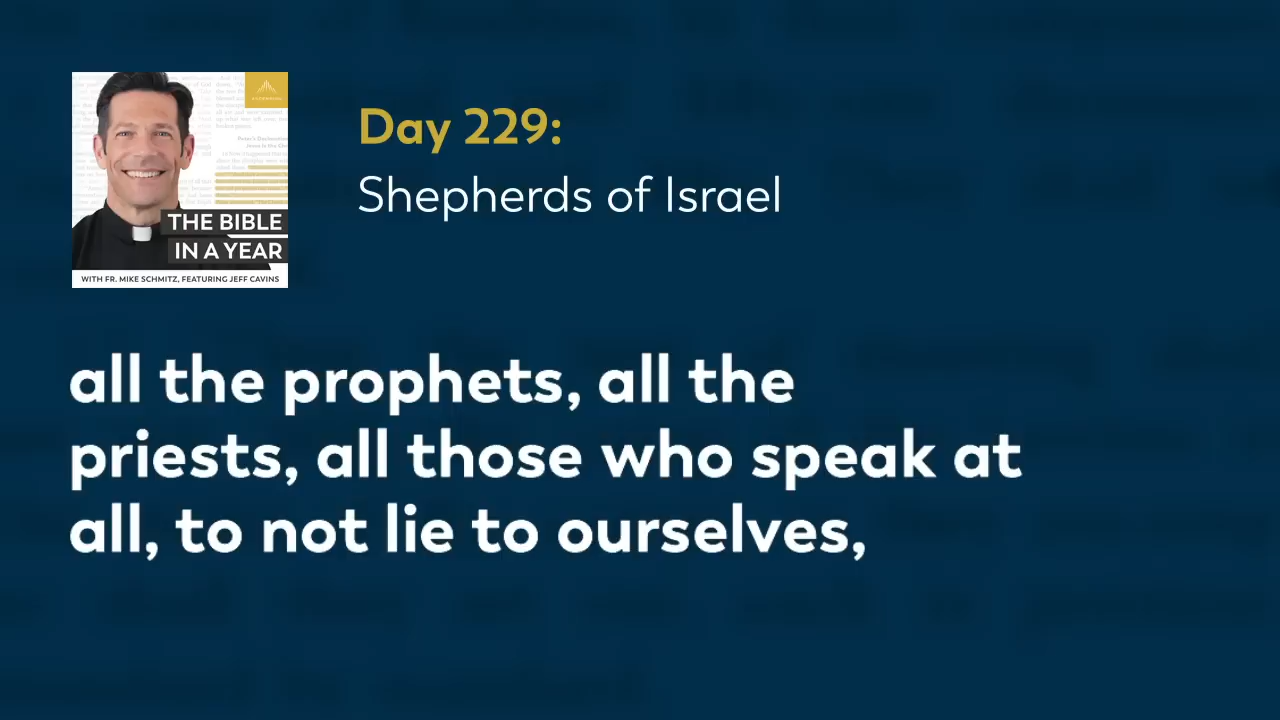 THE BIBLE
IN A YEAR
WITH FR. MIKE SCHMITZ, FEATURING JEFF CAVINS
Day 229:
Shepherds of Israel
all the prophets, all the
priests, all those who speak at
all, to not lie to ourselves,